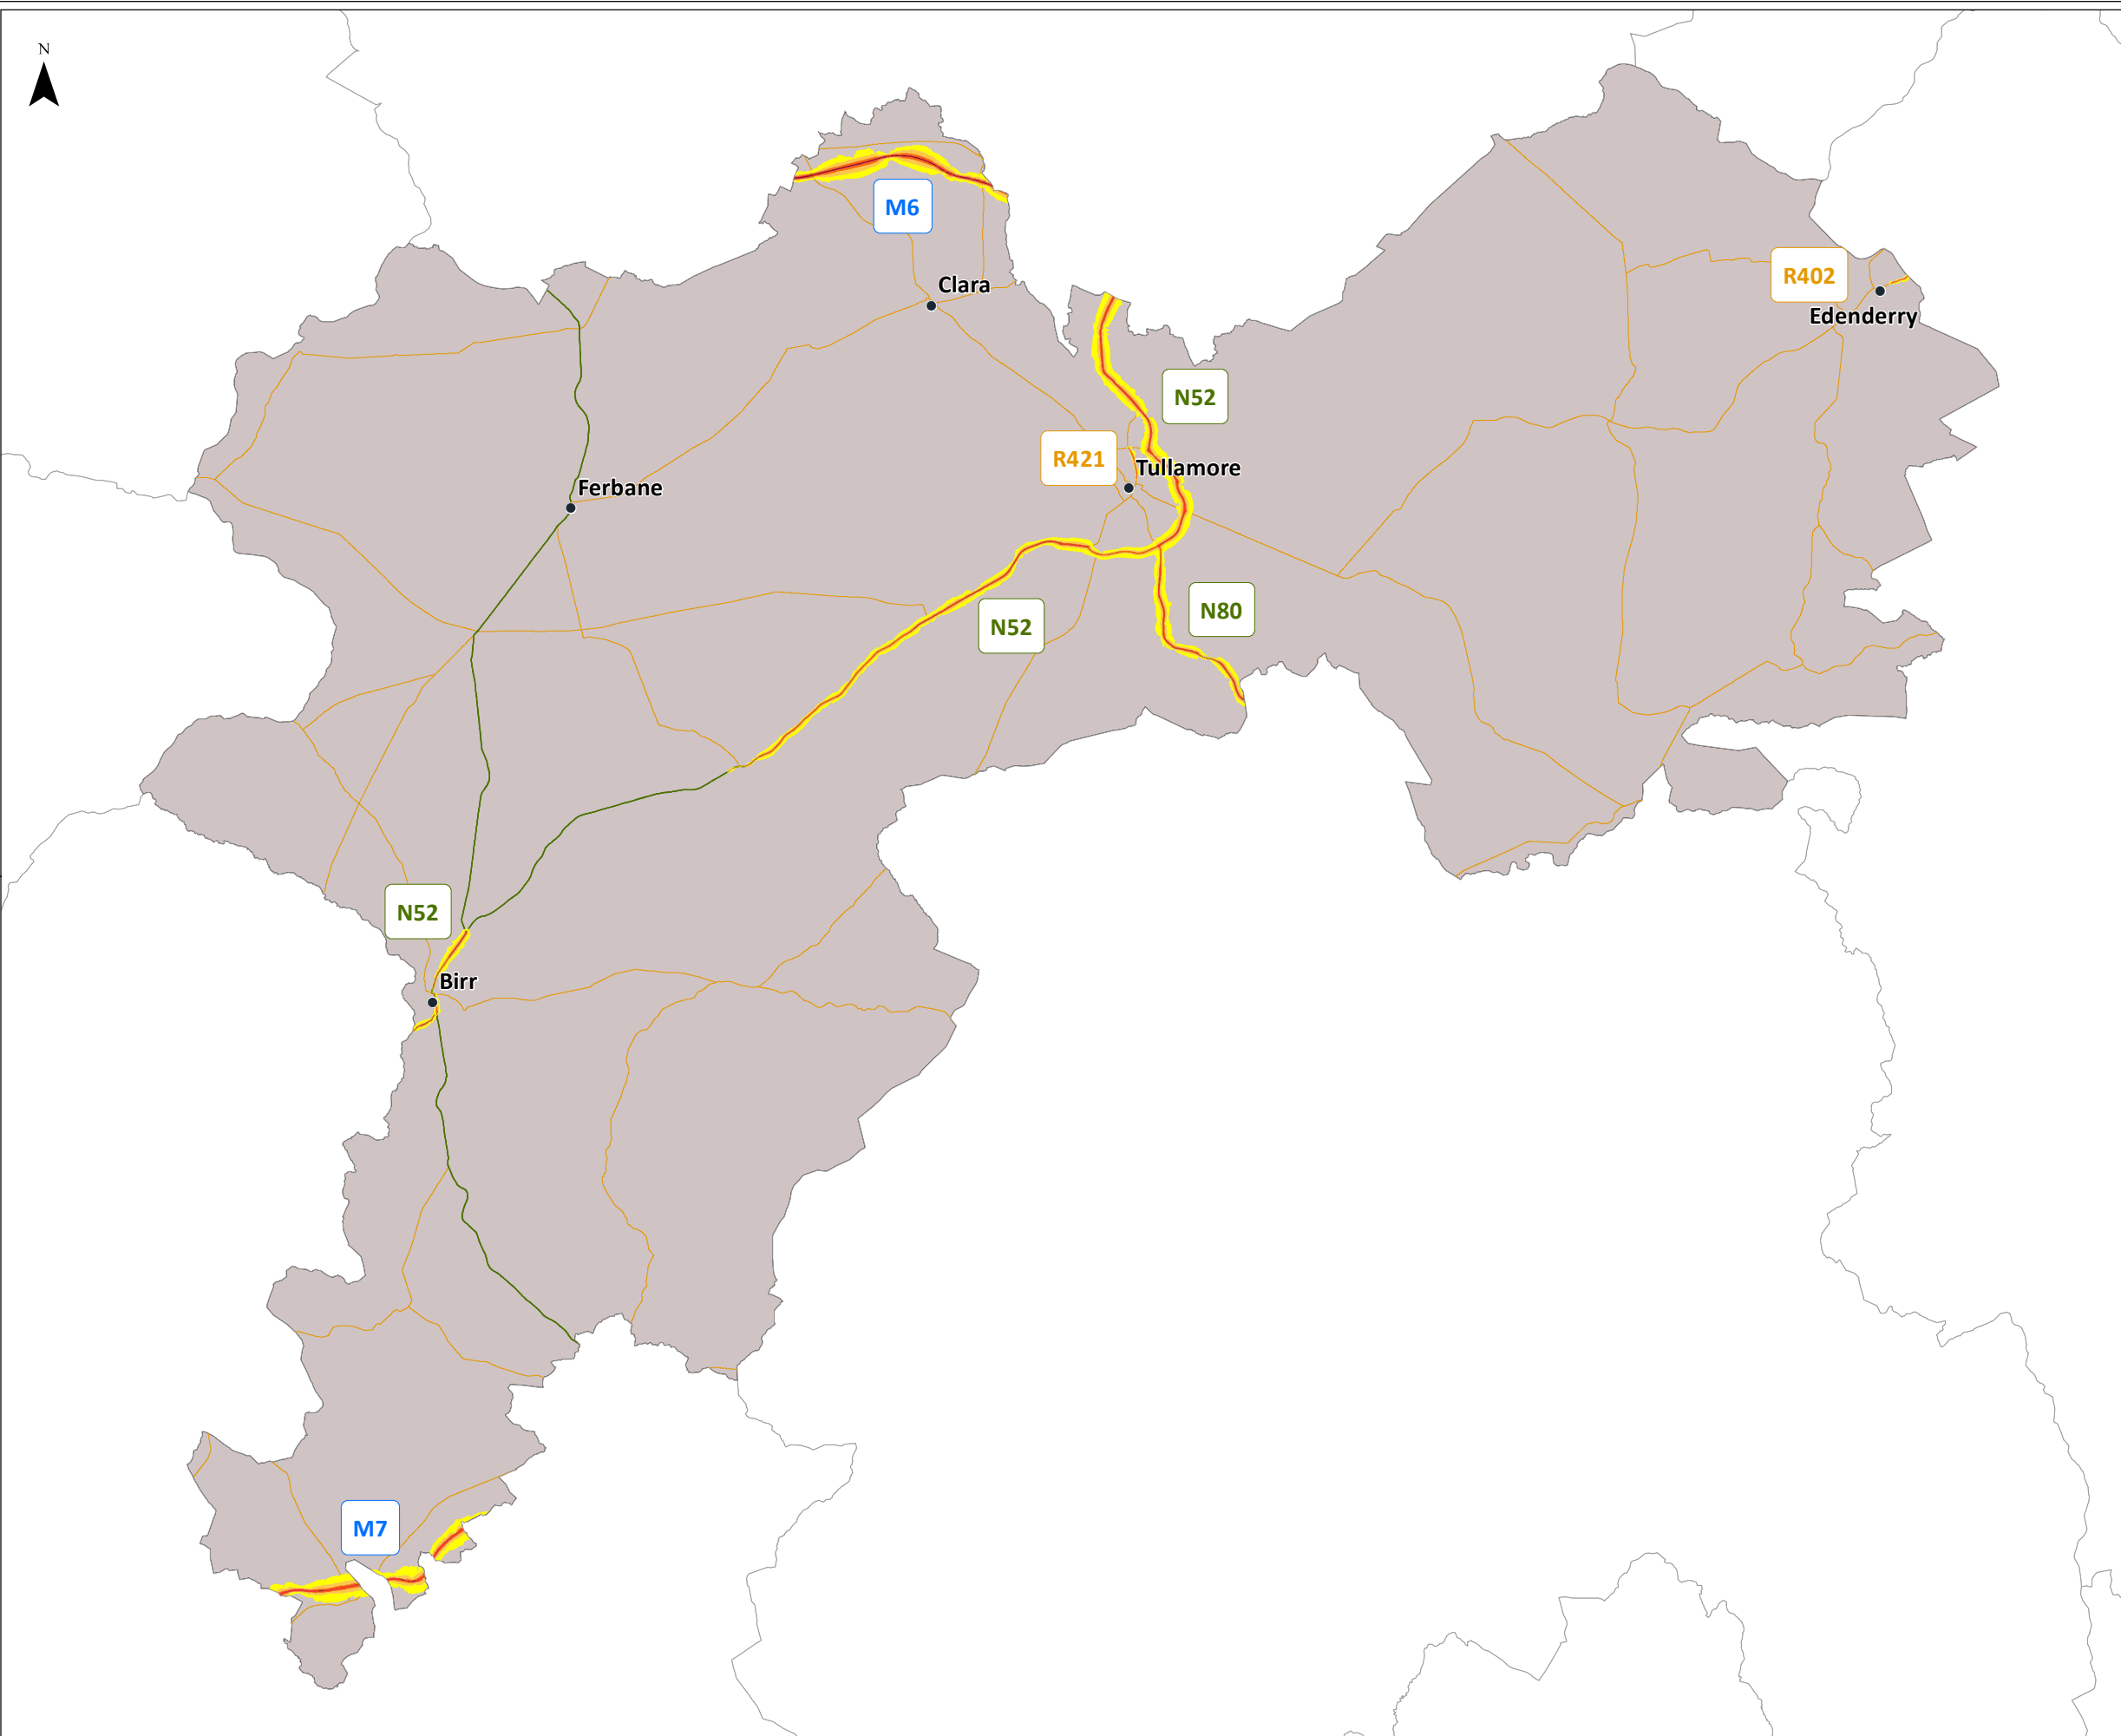 N
M6
Clara
R402
Edenderry
N52
R421
Tullamore
Ferbane
N80
N52
N52
Birr
M7